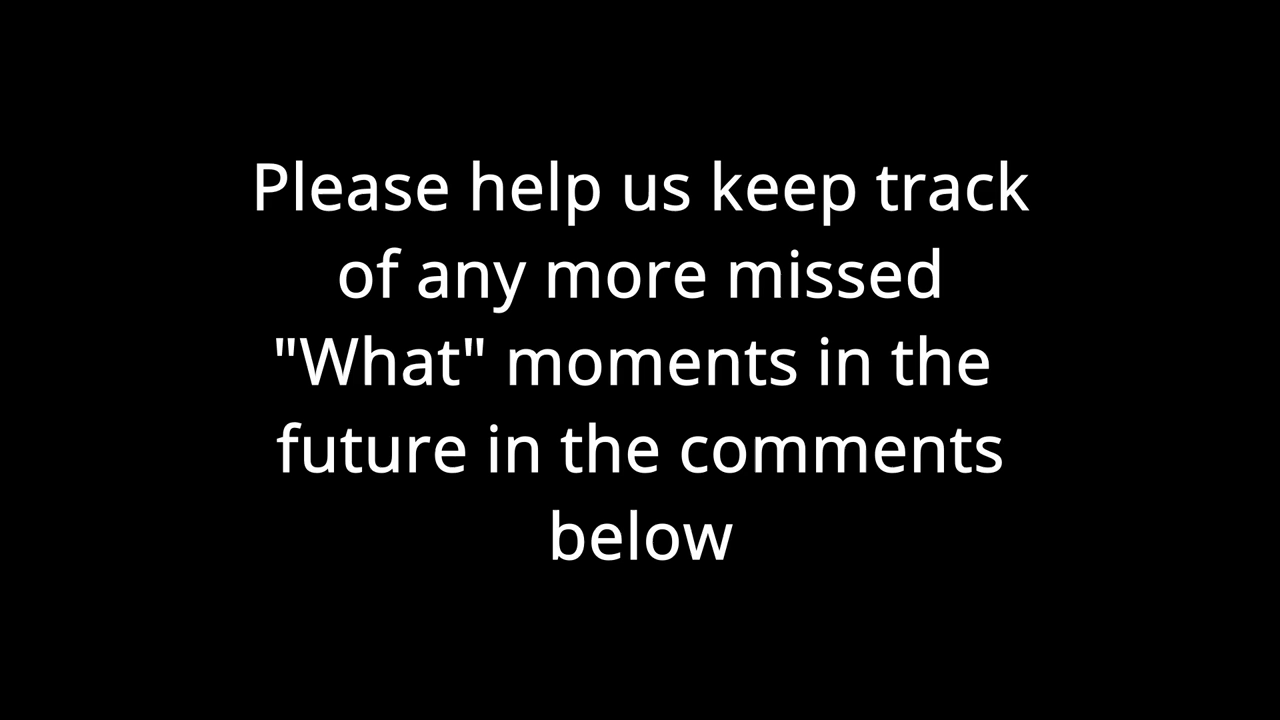 Please help us keep track
of any more missed
"What" moments in the
future in the comments
below